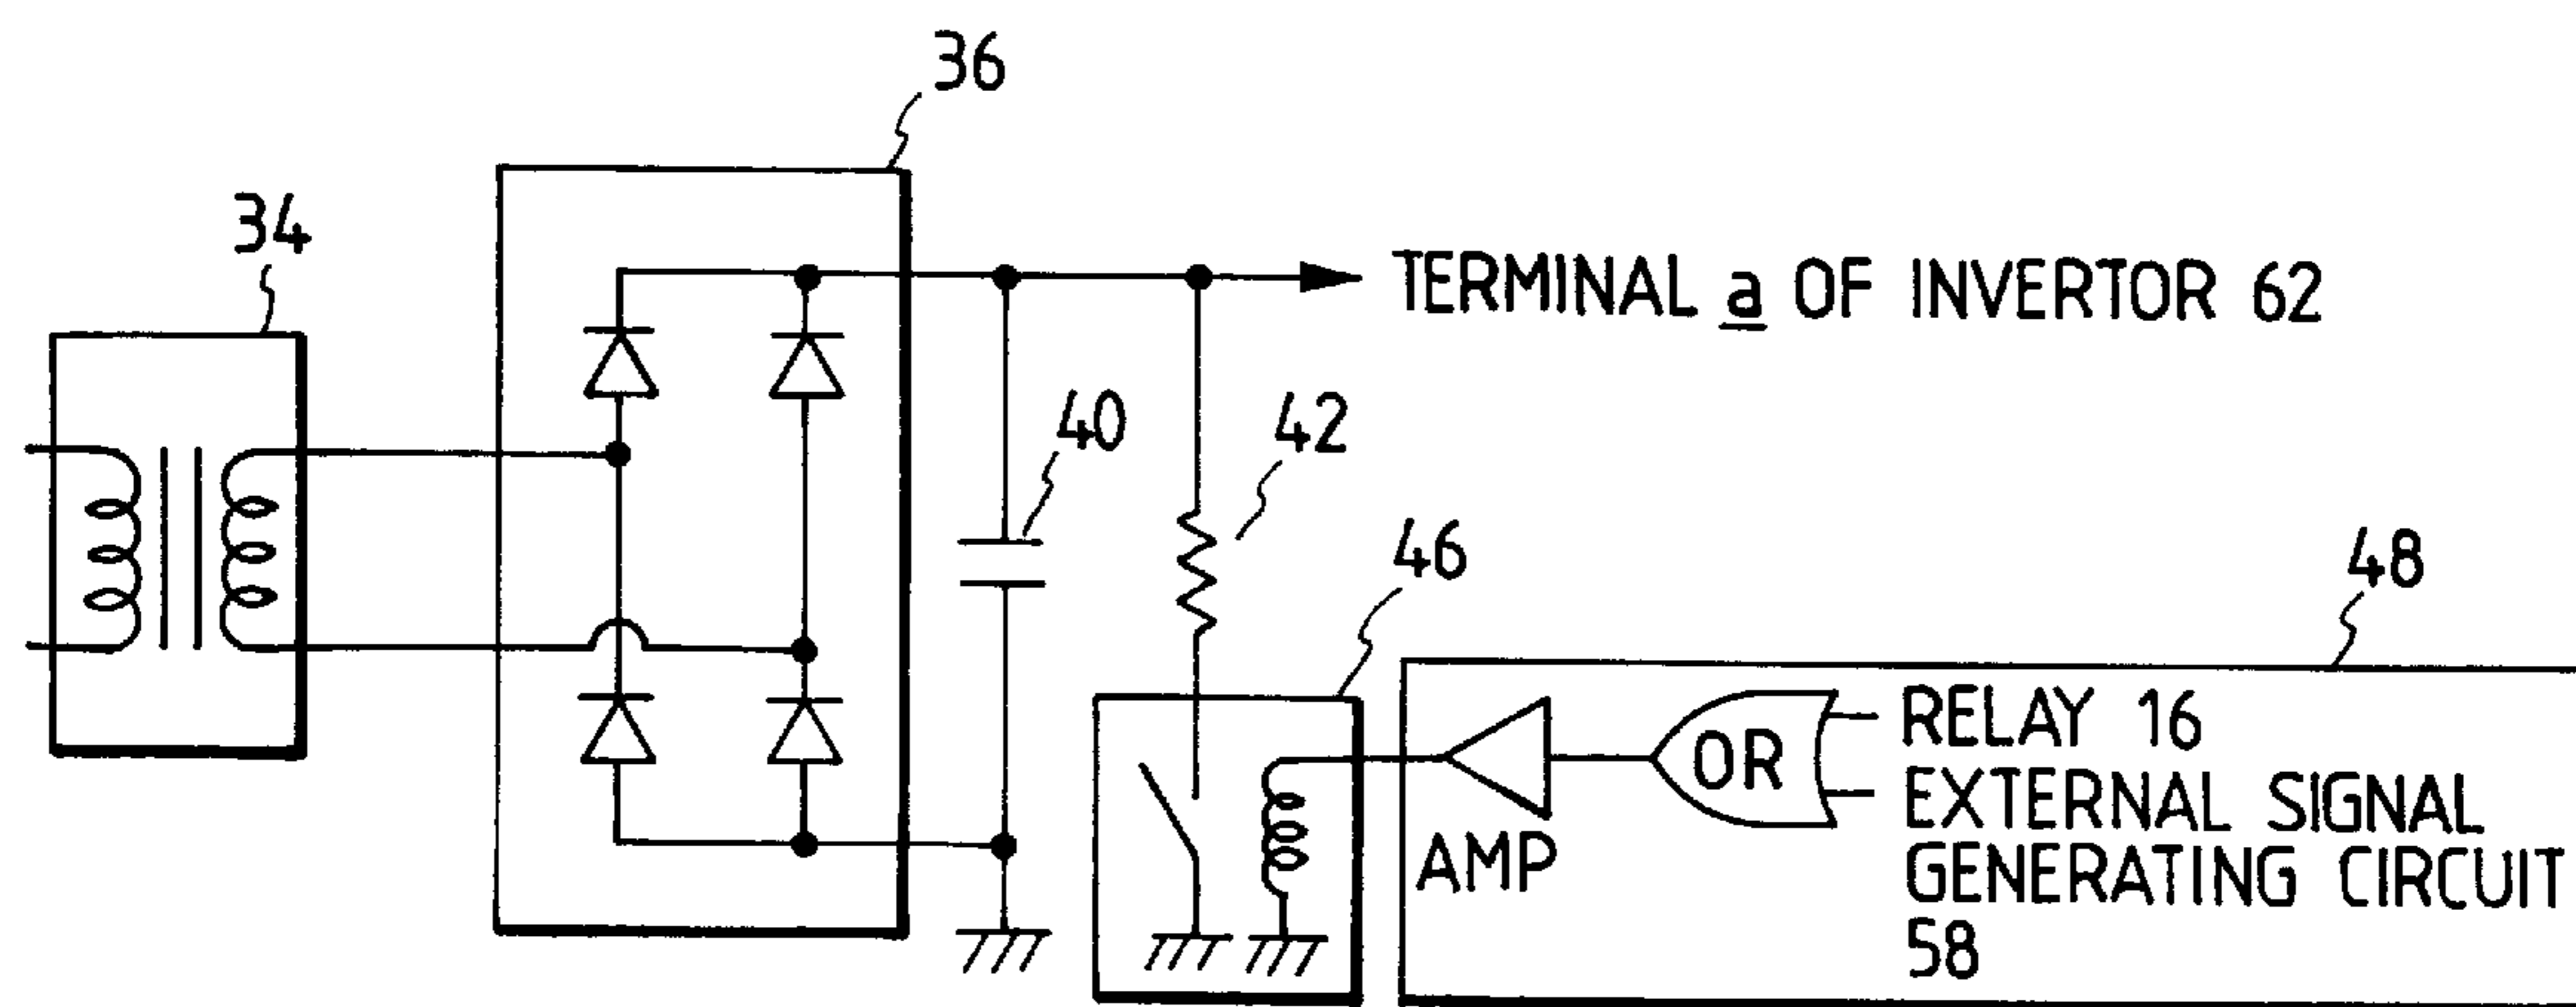 36
34
TERMINAL a OF INVERTOR 62
40
42
46
48
OR
RELAY 16
AMP
EXTERNAL SIGNAL
GENERATING CIRCUIT
58